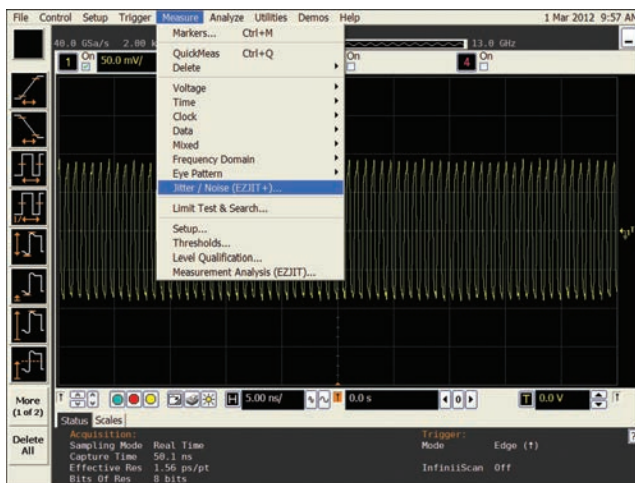 File Control Setup Trigger Measure Analyze Utilities Demos Help 1 Mar 2012 9:57 AM
40.0 GSa/s 2.00 k 13.0 GHz
1 On 50.0 mV/ On 4 On
Markers... Ctrl+M
QuickMeas Ctrl+Q
Delete
Voltage
Time
Clock
Data
Mixed
Frequency Domain
Eye Pattern
Jitter / Noise (EZJIT+)...
Limit Test & Search...
Setup...
Thresholds...
Level Qualification...
Measurement Analysis (EZJIT)...
More
(1 of 2)
Delete
All
H 5.00 ns/ 0.0 s 0 T 0.0 V
Status Scales
Acquisition: Trigger:
Sampling Mode Real Time Mode Edge (↑)
Capture Time 50.1 ns
Effective Res 1.56 ps/pt InfiniiScan Off
Bits Of Res 8 bits